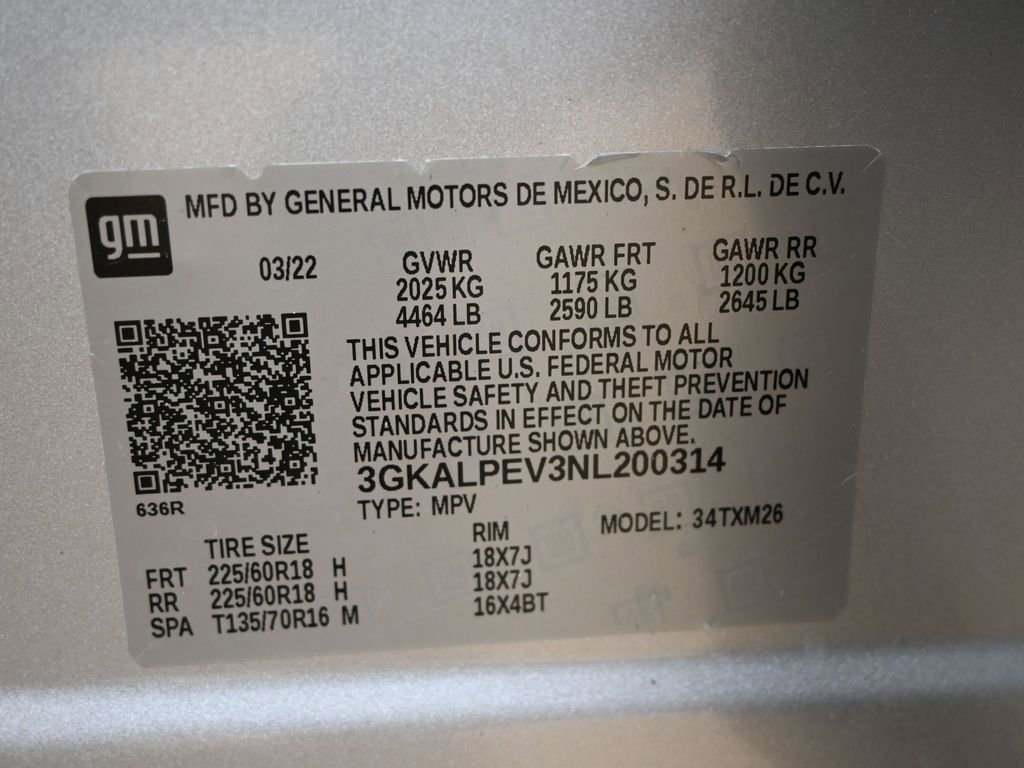 gm
MFD BY GENERAL MOTORS DE MEXICO, S. DE R.L. DE C.V.
03/22 GVWR GAWR FRT GAWR RR
2025 KG 1175 KG 1200 KG
4464 LB 2590 LB 2645 LB
THIS VEHICLE CONFORMS TO ALL
APPLICABLE U.S. FEDERAL MOTOR
VEHICLE SAFETY AND THEFT PREVENTION
STANDARDS IN EFFECT ON THE DATE OF
MANUFACTURE SHOWN ABOVE.
3GKALPEV3NL200314
636R
TYPE: MPV MODEL: 34TXM26
TIRE SIZE RIM
FRT 225/60R18 H 18X7J
RR 225/60R18 H 18X7J
SPA T135/70R16 M 16X4BT